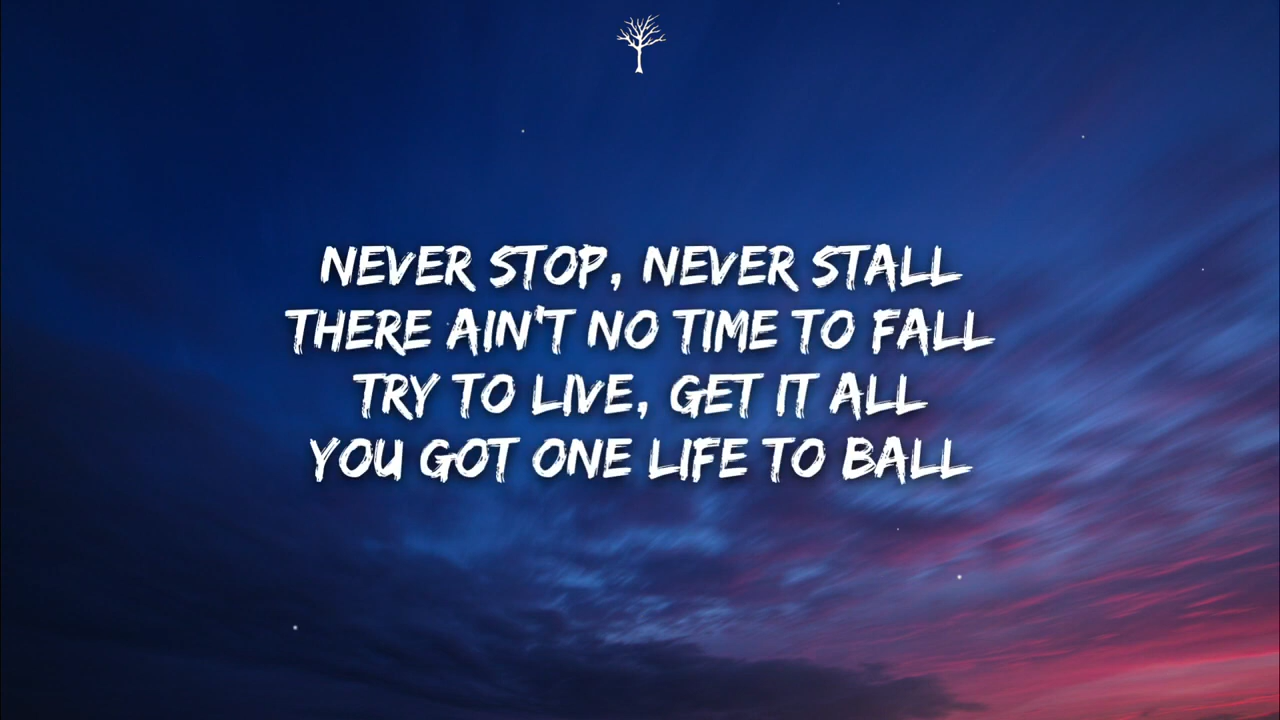 NEVER STOP, NEVER STALL
THERE AIN'T NO TIME TO FALL
TRY TO LIVE, GET IT ALL
YOU GOT ONE LIFE TO BALL